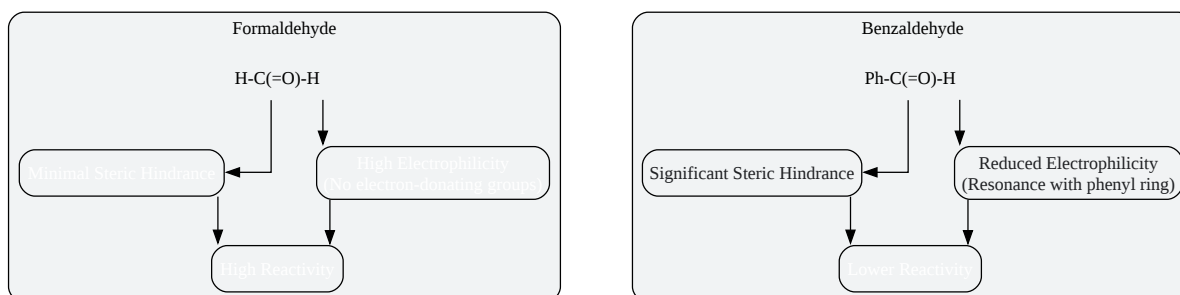 Formaldehyde
H-C(=O)-H
Minimal Steric Hindrance
High Electrophilicity
(No electron-donating groups)
High Reactivity
Benzaldehyde
Ph-C(=O)-H
Significant Steric Hindrance
Reduced Electrophilicity
(Resonance with phenyl ring)
Lower Reactivity